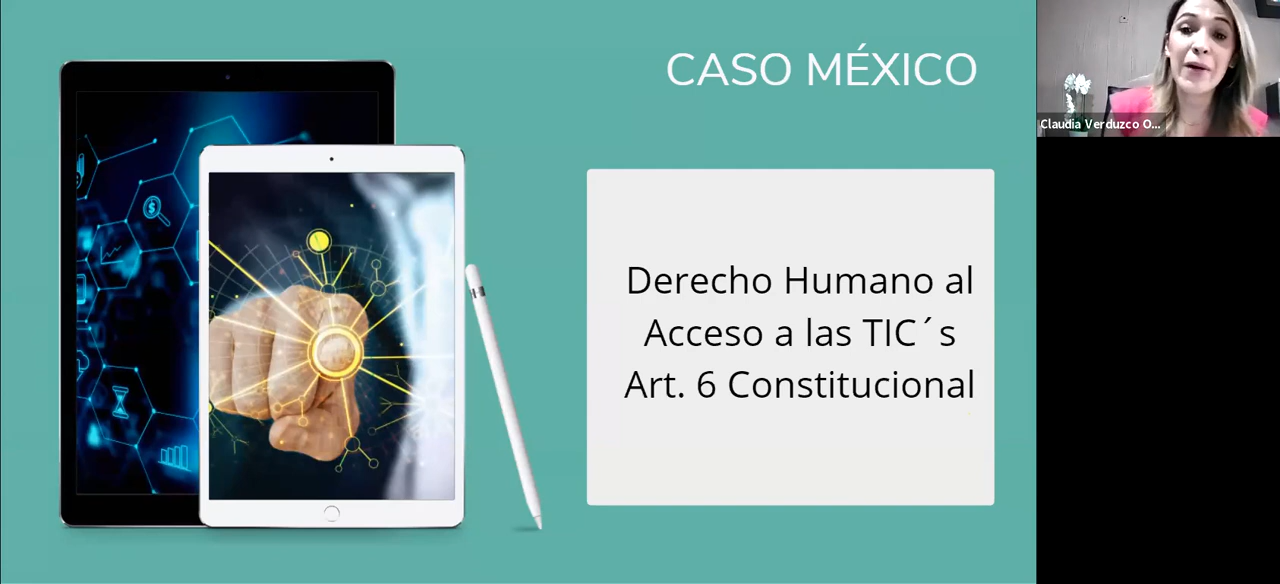 CASO MÉXICO
Derecho Humano al
Acceso a las TIC´s
Art. 6 Constitucional
Claudia Verduzco O...